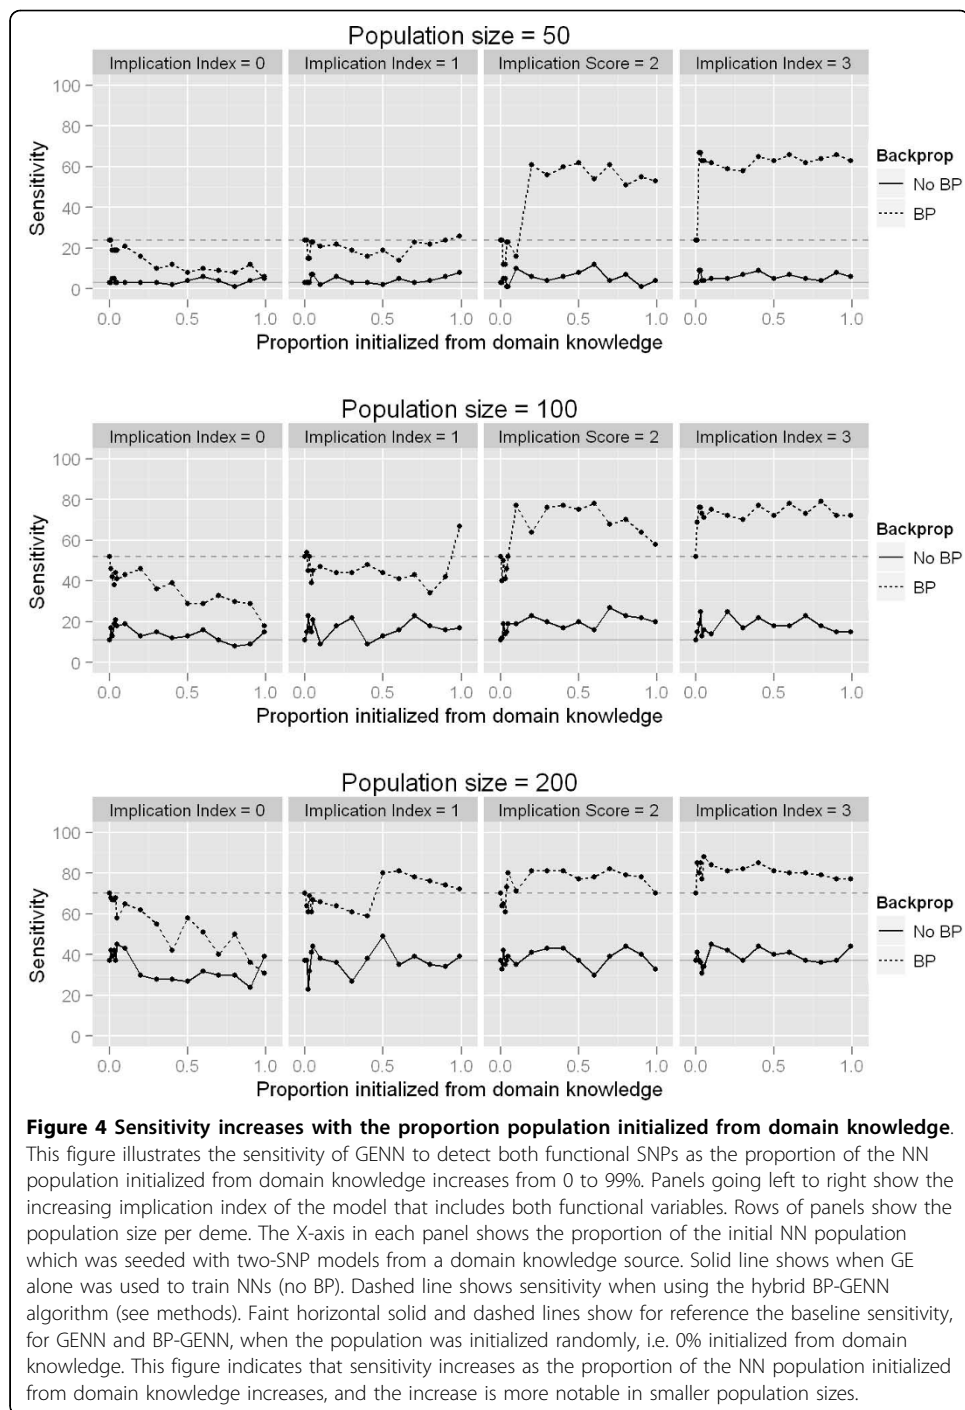 Population size = 50
Implication Index = 0 Implication Index = 1 Implication Score = 2 Implication Index = 3
100
80
60
40
20
0
Sensitivity
0.0 0.5 1.0 0.0 0.5 1.0 0.0 0.5 1.0 0.0 0.5 1.0
Proportion initialized from domain knowledge
Backprop
No BP
BP
Population size = 100
Implication Index = 0 Implication Index = 1 Implication Score = 2 Implication Index = 3
100
80
60
40
20
0
Sensitivity
0.0 0.5 1.0 0.0 0.5 1.0 0.0 0.5 1.0 0.0 0.5 1.0
Proportion initialized from domain knowledge
Backprop
No BP
BP
Population size = 200
Implication Index = 0 Implication Index = 1 Implication Score = 2 Implication Index = 3
100
80
60
40
20
0
Sensitivity
0.0 0.5 1.0 0.0 0.5 1.0 0.0 0.5 1.0 0.0 0.5 1.0
Proportion initialized from domain knowledge
Backprop
No BP
BP
Figure 4 Sensitivity increases with the proportion population initialized from domain knowledge.
This figure illustrates the sensitivity of GENN to detect both functional SNPs as the proportion of the NN
population initialized from domain knowledge increases from 0 to 99%. Panels going left to right show the
increasing implication index of the model that includes both functional variables. Rows of panels show the
population size per deme. The X-axis in each panel shows the proportion of the initial NN population
which was seeded with two-SNP models from a domain knowledge source. Solid line shows when GE
alone was used to train NNs (no BP). Dashed line shows sensitivity when using the hybrid BP-GENN
algorithm (see methods). Faint horizontal solid and dashed lines show for reference the baseline sensitivity,
for GENN and BP-GENN, when the population was initialized randomly, i.e. 0% initialized from domain
knowledge. This figure indicates that sensitivity increases as the proportion of the NN population initialized
from domain knowledge increases, and the increase is more notable in smaller population sizes.